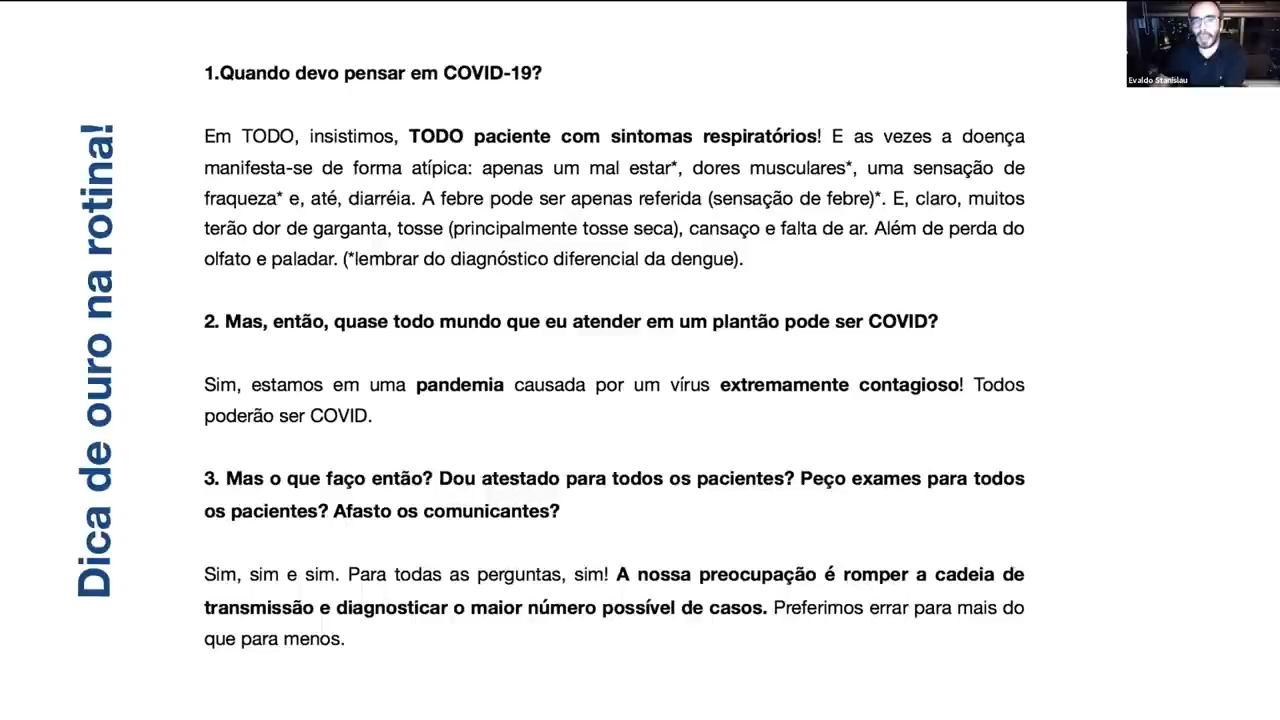 Evaldo Stanislau
Dica de ouro na rotina!
1.Quando devo pensar em COVID-19?
Em TODO, insistimos, TODO paciente com sintomas respiratórios! E as vezes a doença
manifesta-se de forma atípica: apenas um mal estar*, dores musculares*, uma sensação de
fraqueza* e, até, diarréia. A febre pode ser apenas referida (sensação de febre)*. E, claro, muitos
terão dor de garganta, tosse (principalmente tosse seca), cansaço e falta de ar. Além de perda do
olfato e paladar. (*lembrar do diagnóstico diferencial da dengue).
2. Mas, então, quase todo mundo que eu atender em um plantão pode ser COVID?
Sim, estamos em uma pandemia causada por um vírus extremamente contagioso! Todos
poderão ser COVID.
3. Mas o que faço então? Dou atestado para todos os pacientes? Peço exames para todos
os pacientes? Afasto os comunicantes?
Sim, sim e sim. Para todas as perguntas, sim! A nossa preocupação é romper a cadeia de
transmissão e diagnosticar o maior número possível de casos. Preferimos errar para mais do
que para menos.